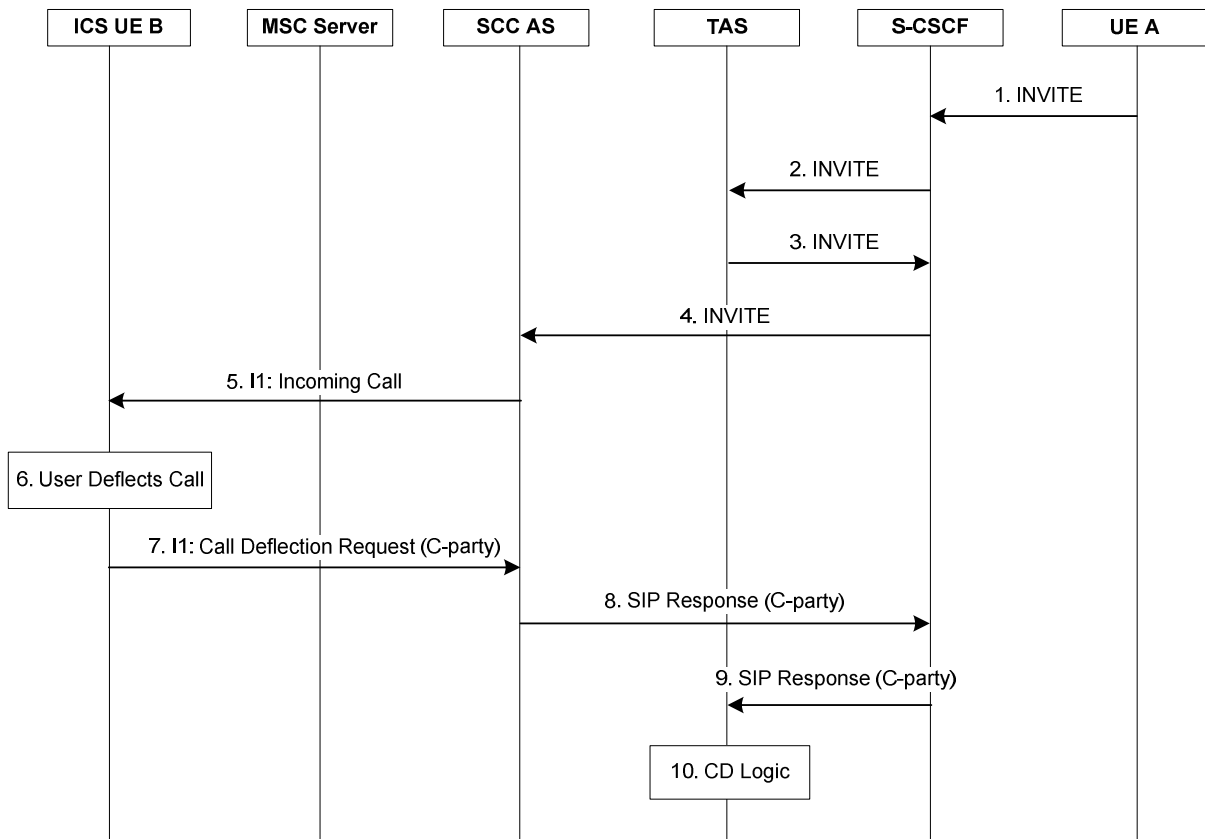 ICS UE B
MSC Server
SCC AS
TAS
S-CSCF
UE A
1. INVITE
2. INVITE
3. INVITE
4. INVITE
5. I1: Incoming Call
6. User Deflects Call
7. I1: Call Deflection Request (C-party)
8. SIP Response (C-party)
9. SIP Response (C-party)
10. CD Logic